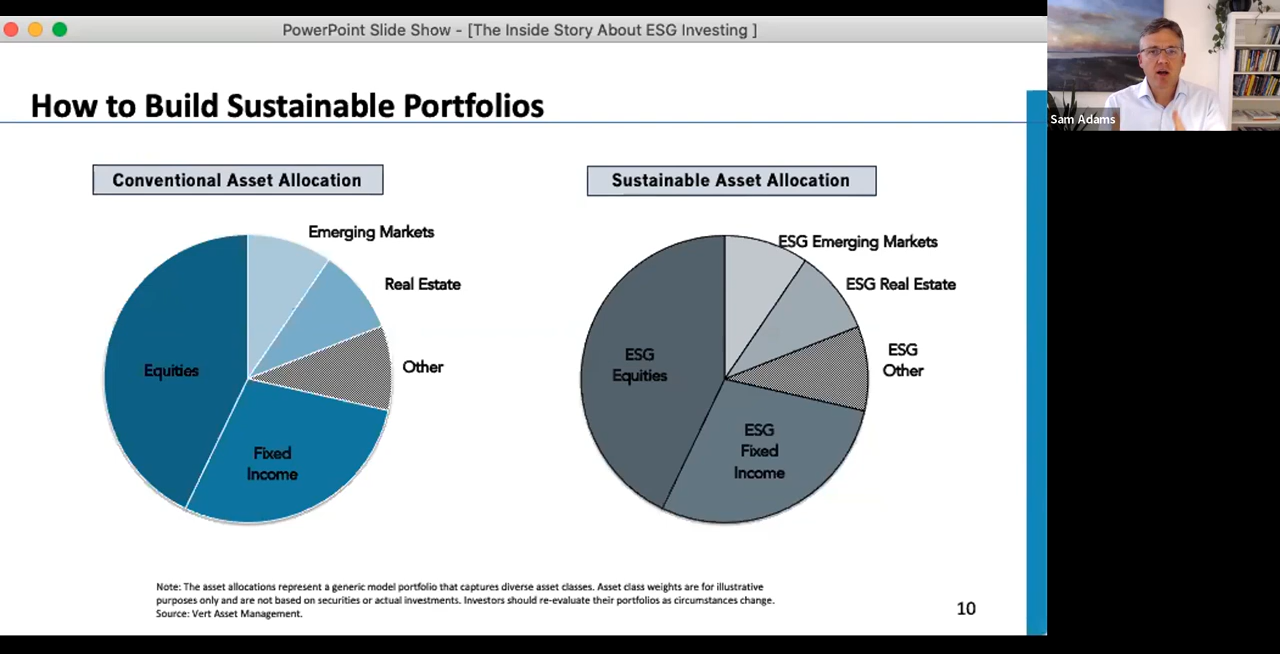 PowerPoint Slide Show - [The Inside Story About ESG Investing ]
Sam Adams
How to Build Sustainable Portfolios
Conventional Asset Allocation
Emerging Markets
Real Estate
Other
Equities
Fixed
Income
Sustainable Asset Allocation
ESG Emerging Markets
ESG Real Estate
ESG
Other
ESG
Equities
ESG
Fixed
Income
Note: The asset allocations represent a generic model portfolio that captures diverse asset classes. Asset class weights are for illustrative
purposes only and are not based on securities or actual investments. Investors should re-evaluate their portfolios as circumstances change.
Source: Vert Asset Management.
10